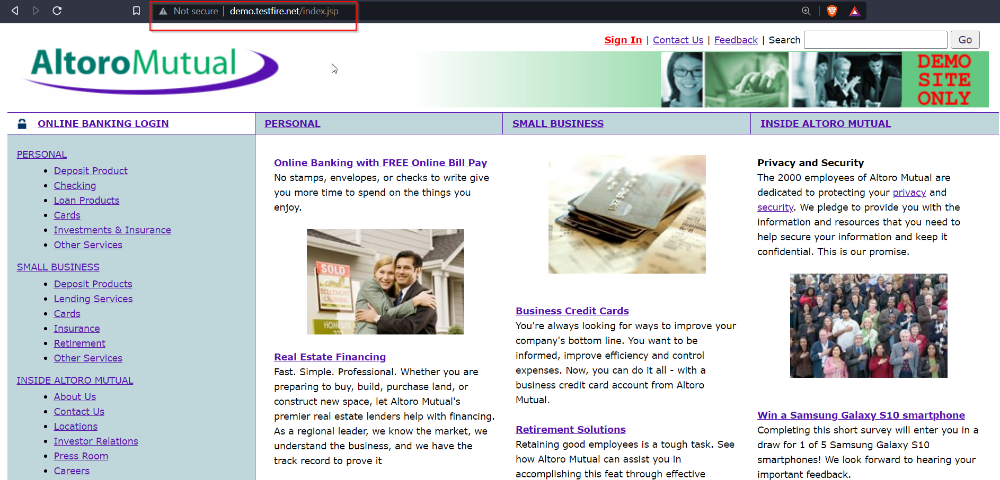 Not secure | demo.testfire.net/index.jsp
Sign In | Contact Us | Feedback | Search Go
AltoroMutual
DEMO
SITE
ONLY
ONLINE BANKING LOGIN
PERSONAL
SMALL BUSINESS
INSIDE ALTORO MUTUAL
PERSONAL
Deposit Product
Checking
Loan Products
Cards
Investments & Insurance
Other Services
SMALL BUSINESS
Deposit Products
Lending Services
Cards
Insurance
Retirement
Other Services
INSIDE ALTORO MUTUAL
About Us
Contact Us
Locations
Investor Relations
Press Room
Careers
Online Banking with FREE Online Bill Pay
No stamps, envelopes, or checks to write give
you more time to spend on the things you
enjoy.
SOLD
BELLEMONT
CROSSING
HOMESITE
Real Estate Financing
Fast. Simple. Professional. Whether you are
preparing to buy, build, purchase land, or
construct new space, let Altoro Mutual's
premier real estate lenders help with financing.
As a regional leader, we know the market, we
understand the business, and we have the
track record to prove it
Business Credit Cards
You're always looking for ways to improve your
company's bottom line. You want to be
informed, improve efficiency and control
expenses. Now, you can do it all - with a
business credit card account from Altoro
Mutual.
Retirement Solutions
Retaining good employees is a tough task. See
how Altoro Mutual can assist you in
accomplishing this feat through effective
Privacy and Security
The 2000 employees of Altoro Mutual are
dedicated to protecting your privacy and
security. We pledge to provide you with the
information and resources that you need to
help secure your information and keep it
confidential. This is our promise.
Win a Samsung Galaxy S10 smartphone
Completing this short survey will enter you in a
draw for 1 of 5 Samsung Galaxy S10
smartphones! We look forward to hearing your
important feedback.